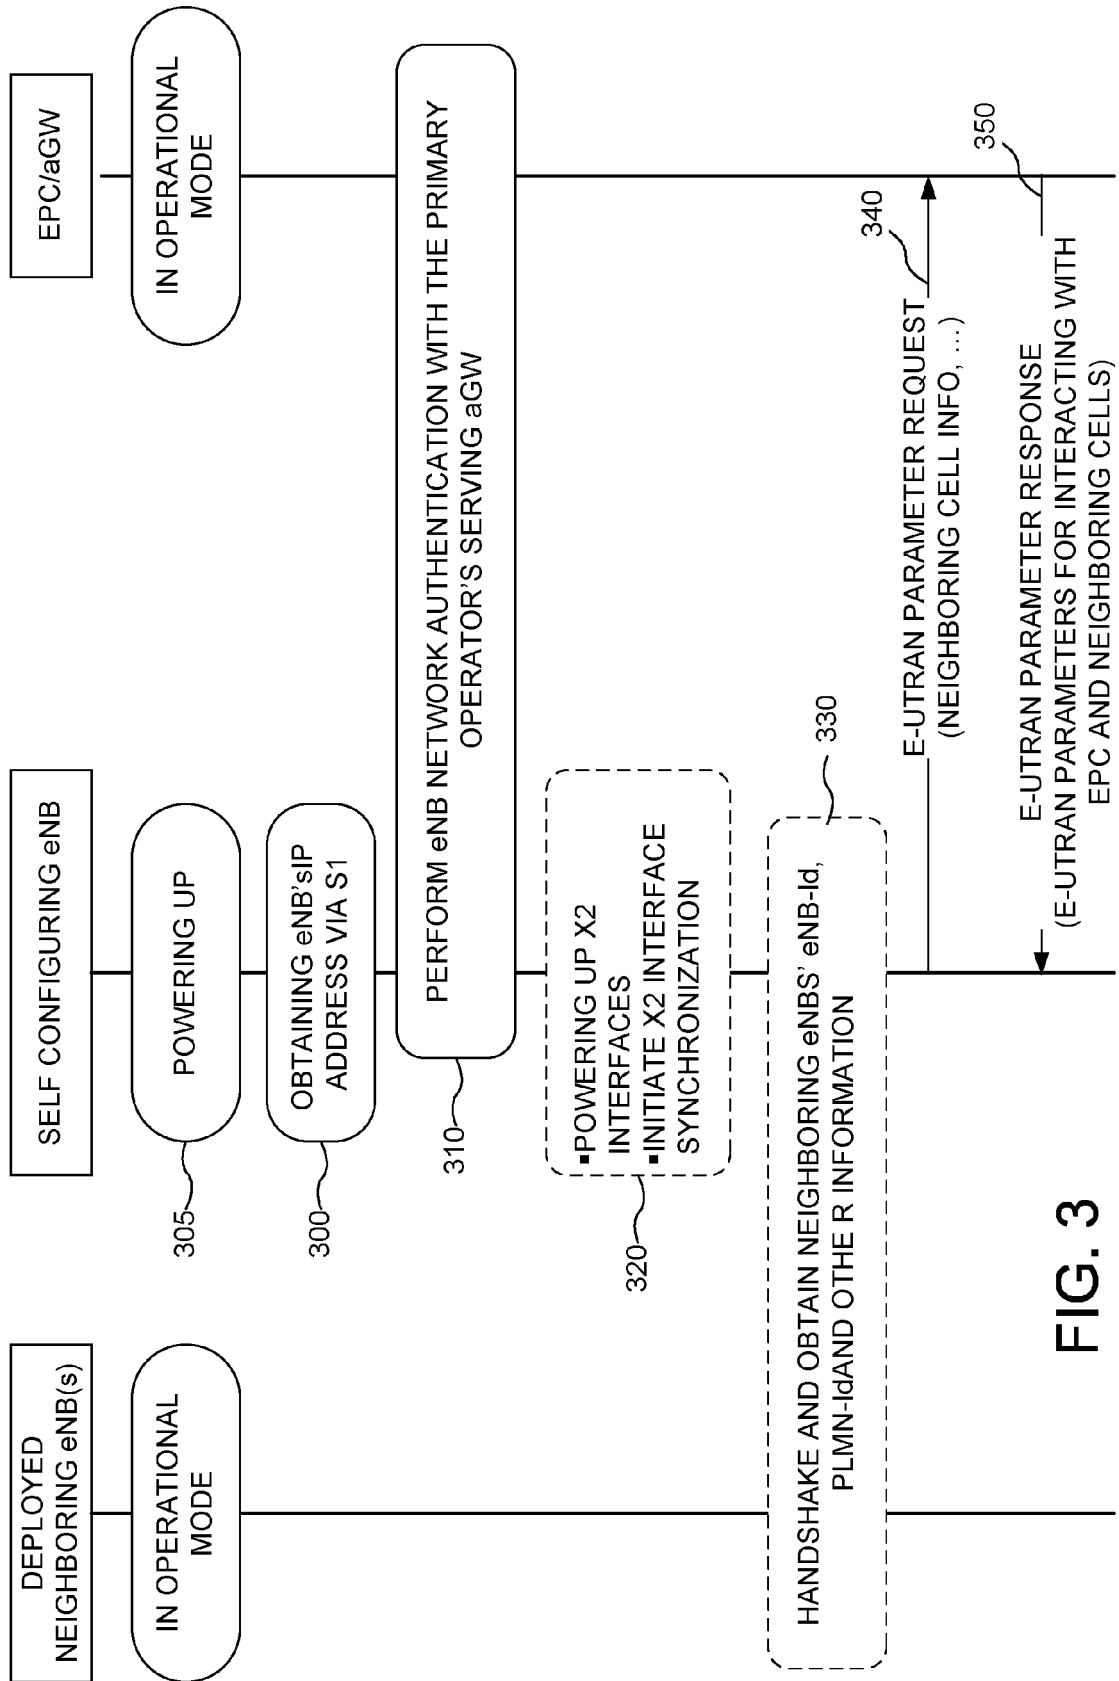 DEPLOYED
NEIGHBORING eNB(s)
SELF CONFIGURING eNB
EPC/aGW
IN OPERATIONAL
MODE
POWERING UP
305
IN OPERATIONAL
MODE
OBTAINING eNB'sIP
ADDRESS VIA S1
300
PERFORM eNB NETWORK AUTHENTICATION WITH THE PRIMARY
OPERATOR'S SERVING aGW
310
▪POWERING UP X2
INTERFACES
▪INITIATE X2 INTERFACE
SYNCHRONIZATION
320
HANDSHAKE AND OBTAIN NEIGHBORING eNBS' eNB-Id,
PLMN-IdAND OTHE R INFORMATION
330
E-UTRAN PARAMETER REQUEST
(NEIGHBORING CELL INFO, ...)
340
E-UTRAN PARAMETER RESPONSE
(E-UTRAN PARAMETERS FOR INTERACTING WITH
EPC AND NEIGHBORING CELLS)
350
FIG. 3